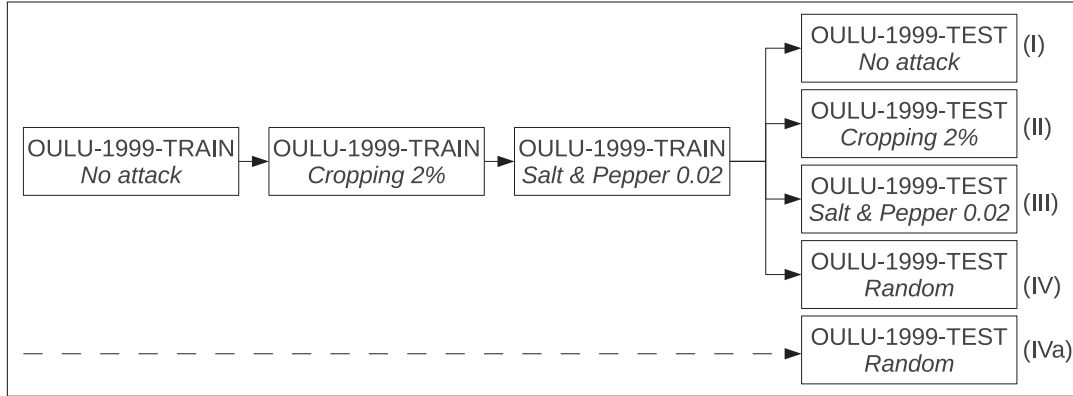 OULU-1999-TRAIN
No attack
OULU-1999-TRAIN
Cropping 2%
OULU-1999-TRAIN
Salt & Pepper 0.02
OULU-1999-TEST
No attack
(I)
OULU-1999-TEST
Cropping 2%
(II)
OULU-1999-TEST
Salt & Pepper 0.02
(III)
OULU-1999-TEST
Random
(IV)
OULU-1999-TEST
Random
(IVa)